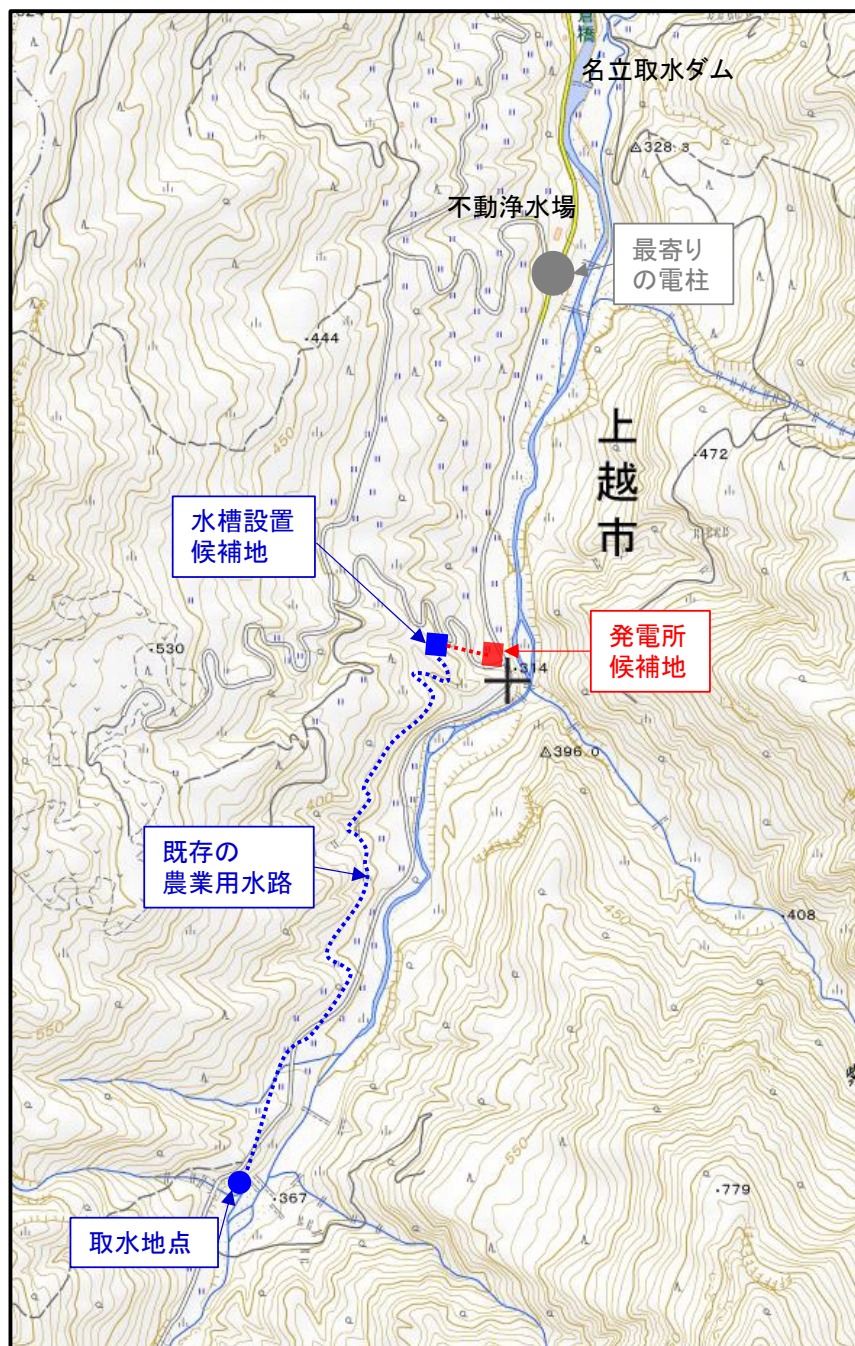 倉橋
名立取水ダム
328.3
不動浄水場
最寄り
の電柱
444
450
上越市
472
水槽設置
候補地
530
発電所
候補地
314
396.0
400
既存の
農業用水路
450
408
550
550
367
779
取水地点